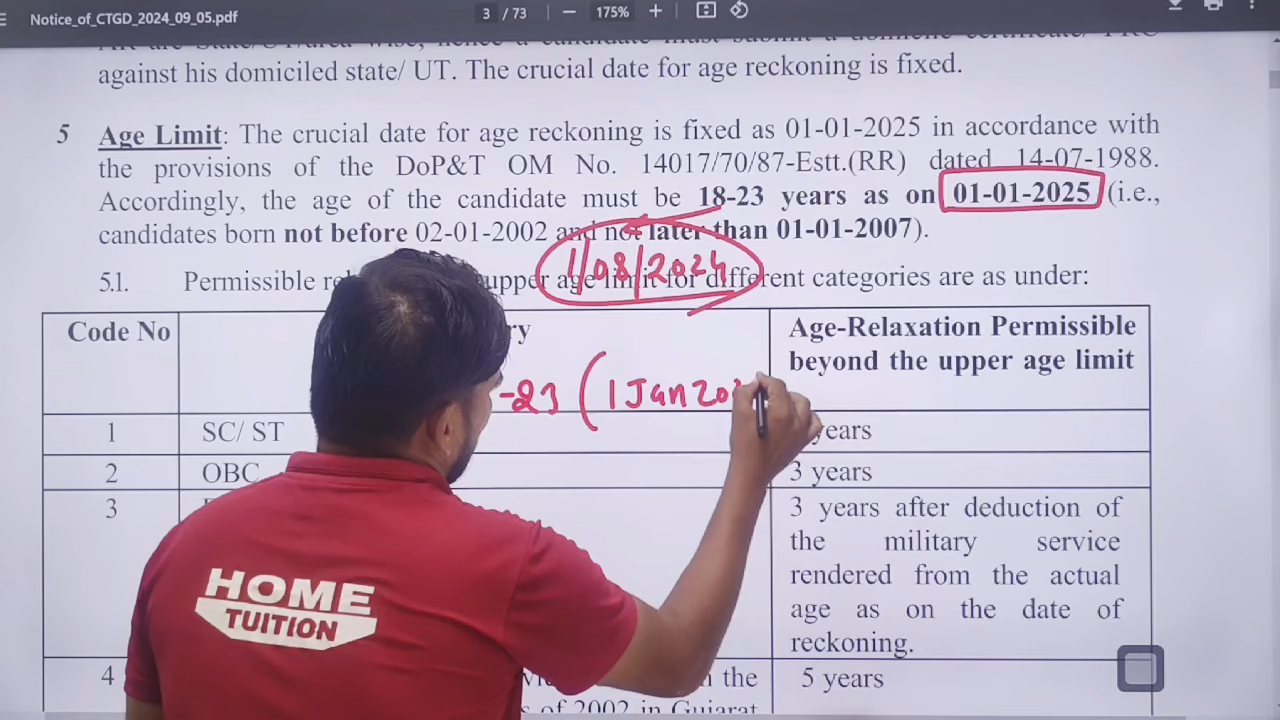 Notice_of_CTGD_2024_09_05.pdf
3 / 73
175%
against his domiciled state/ UT. The crucial date for age reckoning is fixed.
5 Age Limit: The crucial date for age reckoning is fixed as 01-01-2025 in accordance with
the provisions of the DoP&T OM No. 14017/70/87-Estt.(RR) dated 14-07-1988.
Accordingly, the age of the candidate must be 18-23 years as on 01-01-2025 (i.e.,
candidates born not before 02-01-2002 and not later than 01-01-2007).
1/08/2024
5.1. Permissible upper age limit for different categories are as under:
Code No
Age-Relaxation Permissible
beyond the upper age limit
-23 (1 Jan 20
1 SC/ ST years
2 OBC 3 years
3 3 years after deduction of
the military service
rendered from the actual
age as on the date of
reckoning.
4 the 5 years
of 2002 in Gujarat
HOME
TUITION